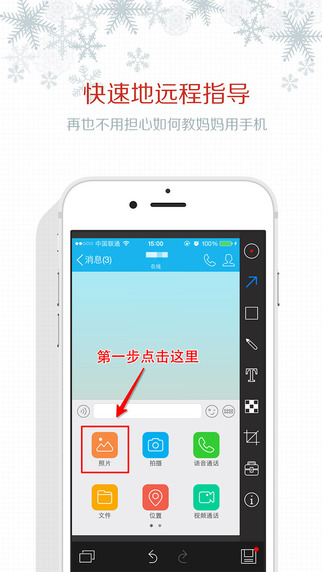 快速地远程指导
再也不用担心如何教妈妈用手机
中国联通
15:00
100%
消息(3)
在线
第一步点击这里
照片
拍摄
语音通话
文件
位置
视频通话
T